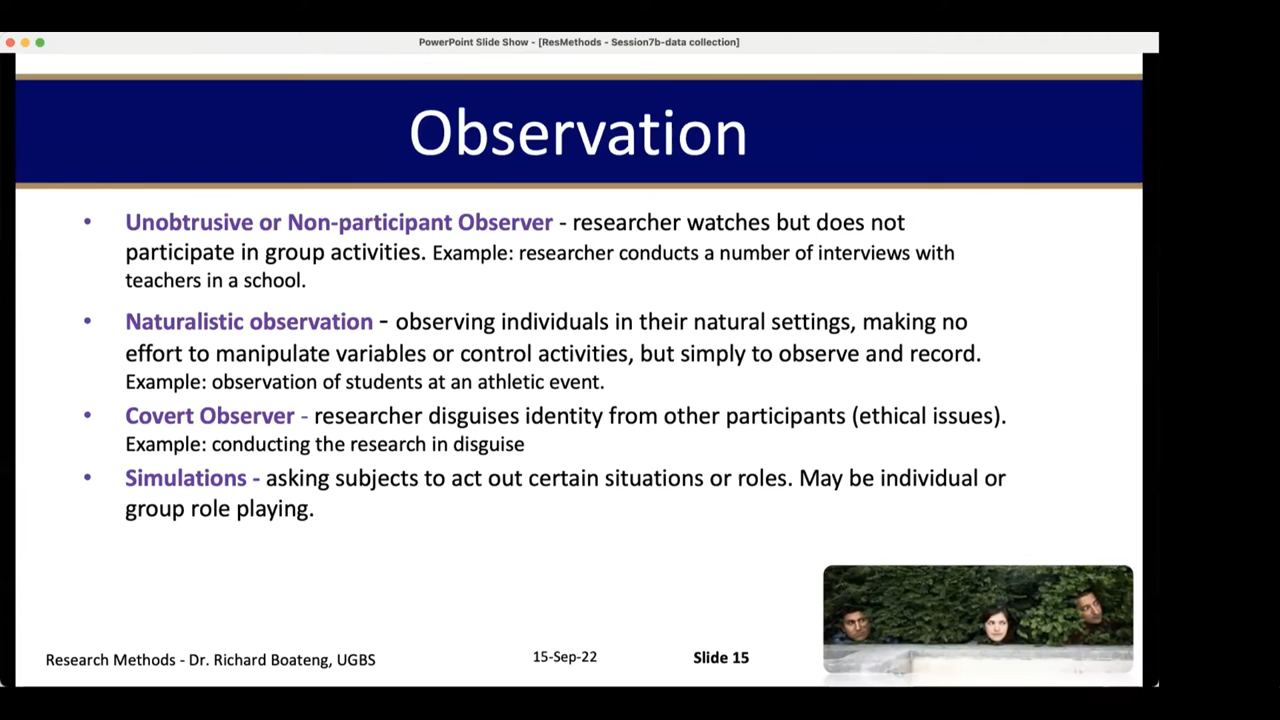 PowerPoint Slide Show - [ResMethods - Session7b-data collection]
Observation
• Unobtrusive or Non-participant Observer - researcher watches but does not
participate in group activities. Example: researcher conducts a number of interviews with
teachers in a school.
• Naturalistic observation - observing individuals in their natural settings, making no
effort to manipulate variables or control activities, but simply to observe and record.
Example: observation of students at an athletic event.
• Covert Observer - researcher disguises identity from other participants (ethical issues).
Example: conducting the research in disguise
• Simulations - asking subjects to act out certain situations or roles. May be individual or
group role playing.
Research Methods - Dr. Richard Boateng, UGBS
15-Sep-22
Slide 15